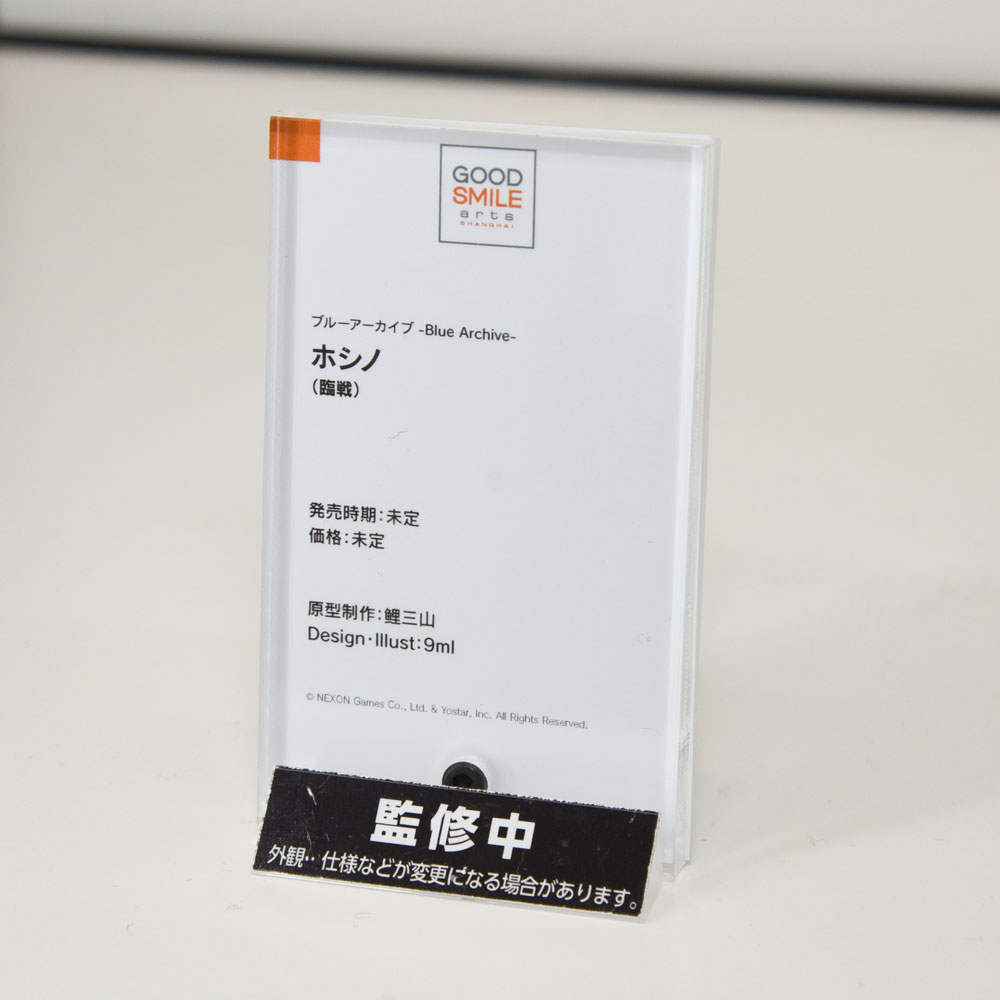 GOOD
SMILE
arts
SHANGHAI
ブルーアーカイブ -Blue Archive-
ホシノ
（臨戦）
発売時期：未定
価格：未定
原型制作：鯉三山
Design・Illust：9ml
© NEXON Games Co., Ltd. & Yostar, Inc. All Rights Reserved.
監修中
外観・仕様などが変更になる場合があります。